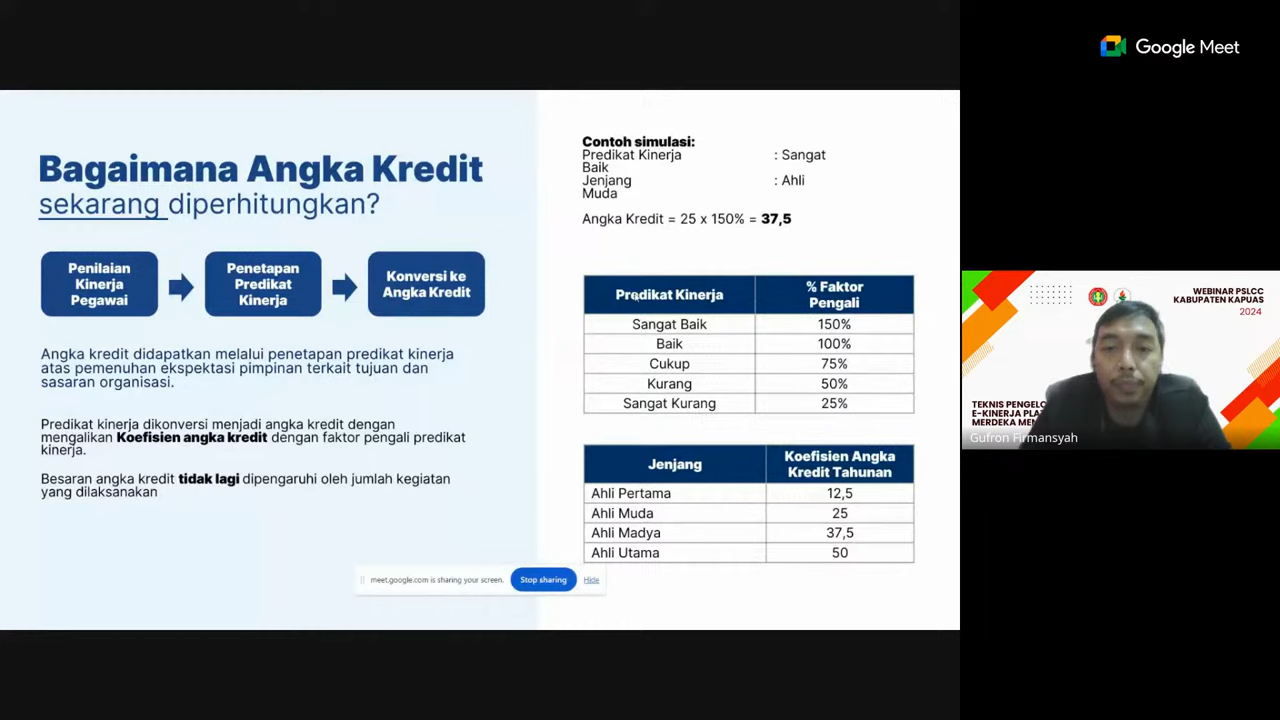 Google Meet
Bagaimana Angka Kredit
sekarang diperhitungkan?
Penilaian
Kinerja
Pegawai
Penetapan
Predikat
Kinerja
Konversi ke
Angka Kredit
Angka kredit didapatkan melalui penetapan predikat kinerja
atas pemenuhan ekspektasi pimpinan terkait tujuan dan
sasaran organisasi.
Predikat kinerja dikonversi menjadi angka kredit dengan
mengalikan Koefisien angka kredit dengan faktor pengali predikat
kinerja.
Besaran angka kredit tidak lagi dipengaruhi oleh jumlah kegiatan
yang dilaksanakan
Contoh simulasi:
Predikat Kinerja : Sangat
Baik
Jenjang : Ahli
Muda
Angka Kredit = 25 x 150% = 37,5
Predikat Kinerja % Faktor Pengali
Sangat Baik 150%
Baik 100%
Cukup 75%
Kurang 50%
Sangat Kurang 25%
Jenjang Koefisien Angka Kredit Tahunan
Ahli Pertama 12,5
Ahli Muda 25
Ahli Madya 37,5
Ahli Utama 50
meet.google.com is sharing your screen. Stop sharing Hide
WEBINAR PSLCC
KABUPATEN KAPUAS
2024
TEKNIS PENGELO
E-KINERJA PLA
MERDEKA MEN
Gufron Firmansyah